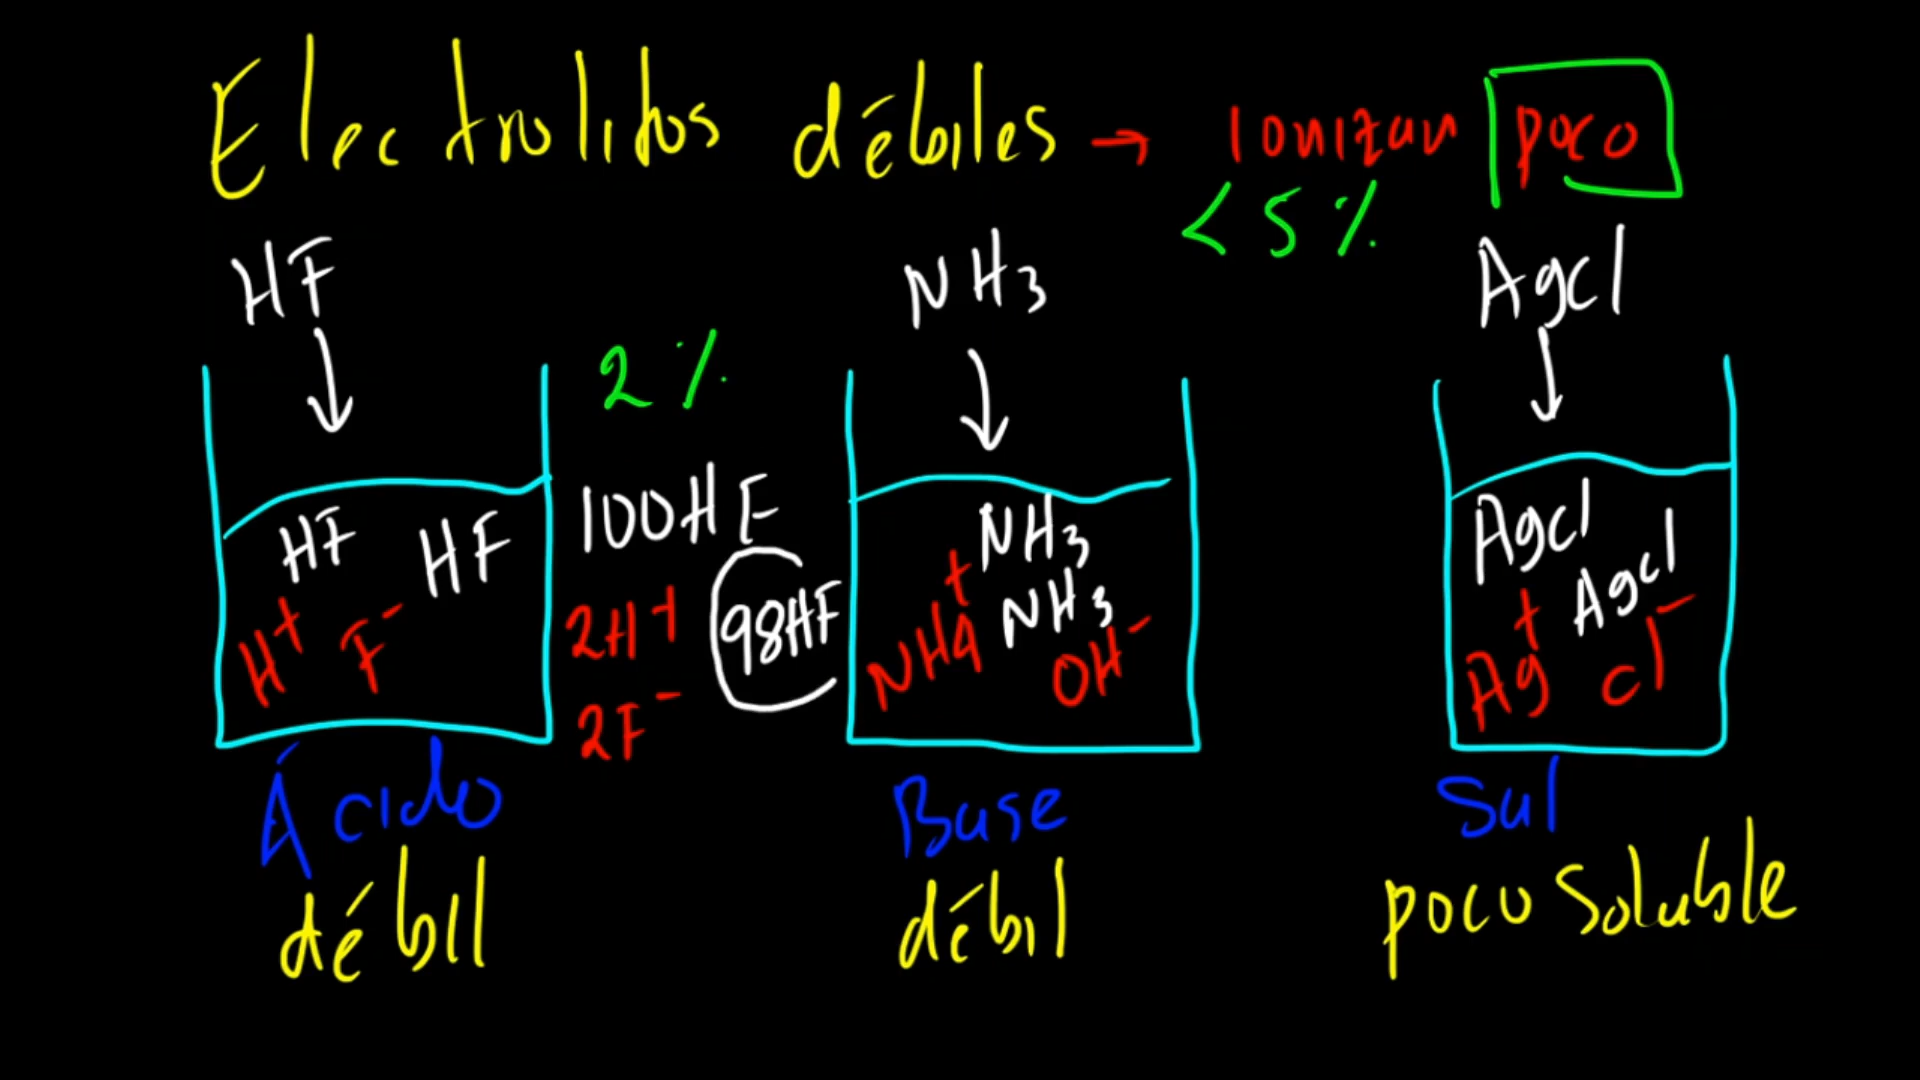 Electrolitos débiles → Ionizan poco
< 5 %
HF
NH3
AgCl
2 %
HF HF
H+ F-
100HF
2H+ 98HF
2F-
NH3
NH3
NH4+ OH-
AgCl
AgCl
Ag+ Cl-
Ácido
débil
Base
débil
Sal
poco soluble